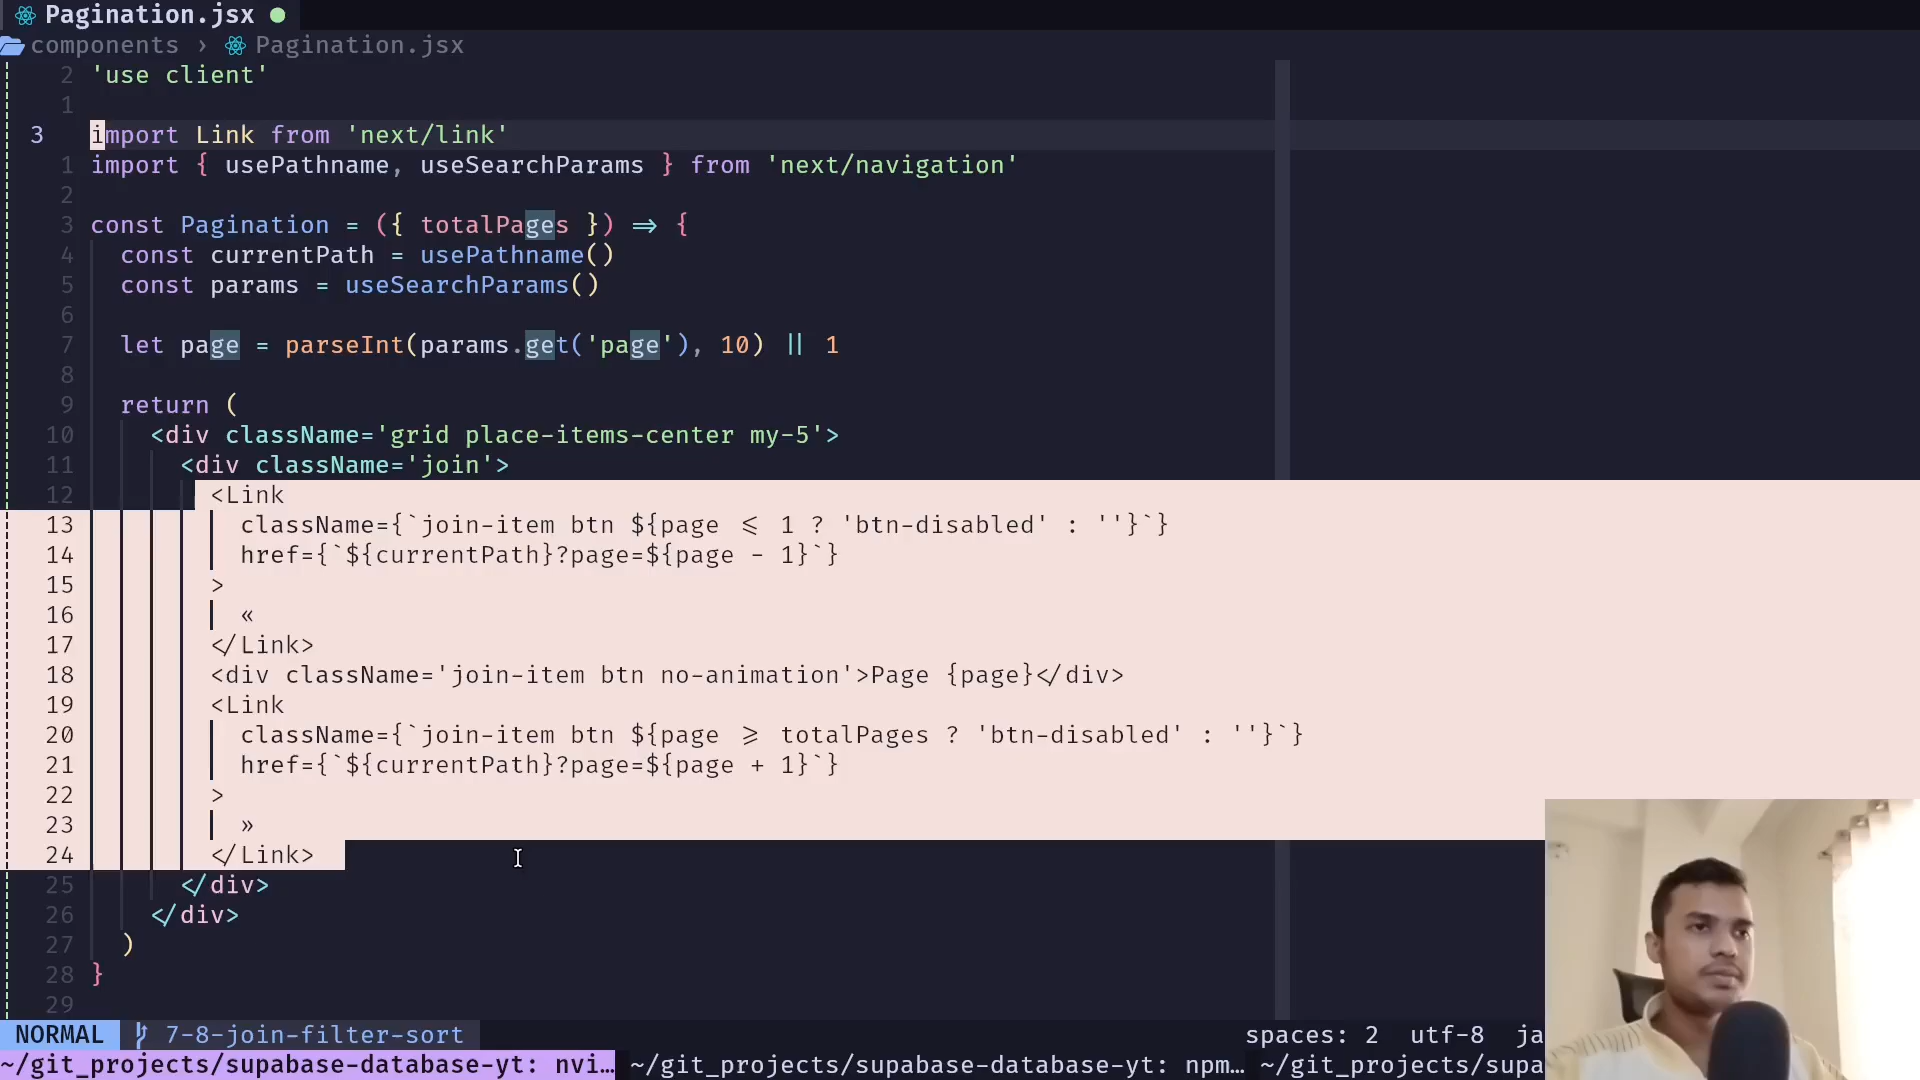 Pagination.jsx
components › Pagination.jsx
2 'use client'
1
3 import Link from 'next/link'
1 import { usePathname, useSearchParams } from 'next/navigation'
2
3 const Pagination = ({ totalPages }) => {
4 const currentPath = usePathname()
5 const params = useSearchParams()
6
7 let page = parseInt(params.get('page'), 10) || 1
8
9 return (
10 <div className='grid place-items-center my-5'>
11 <div className='join'>
12 <Link
13 className={`join-item btn ${page <= 1 ? 'btn-disabled' : ''}`}
14 href={`${currentPath}?page=${page - 1}`}
15 >
16 «
17 </Link>
18 <div className='join-item btn no-animation'>Page {page}</div>
19 <Link
20 className={`join-item btn ${page >= totalPages ? 'btn-disabled' : ''}`}
21 href={`${currentPath}?page=${page + 1}`}
22 >
23 »
24 </Link>
25 </div>
26 </div>
27 )
28 }
29
NORMAL 7-8-join-filter-sort spaces: 2 utf-8 ja
~/git_projects/supabase-database-yt: nvi… ~/git_projects/supabase-database-yt: npm… ~/git_projects/supa